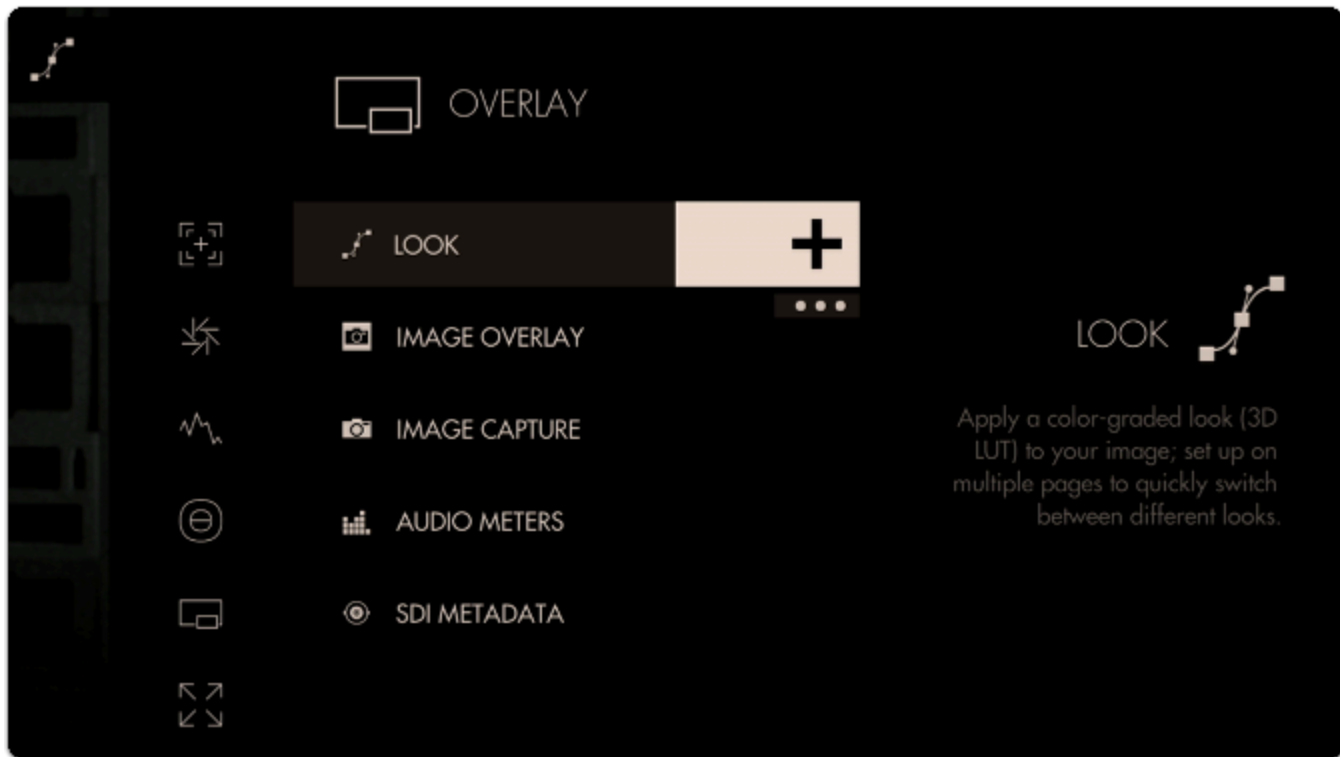 OVERLAY
LOOK
IMAGE OVERLAY
IMAGE CAPTURE
AUDIO METERS
SDI METADATA
LOOK
Apply a color-graded look (3D
LUT) to your image; set up on
multiple pages to quickly switch
between different looks.